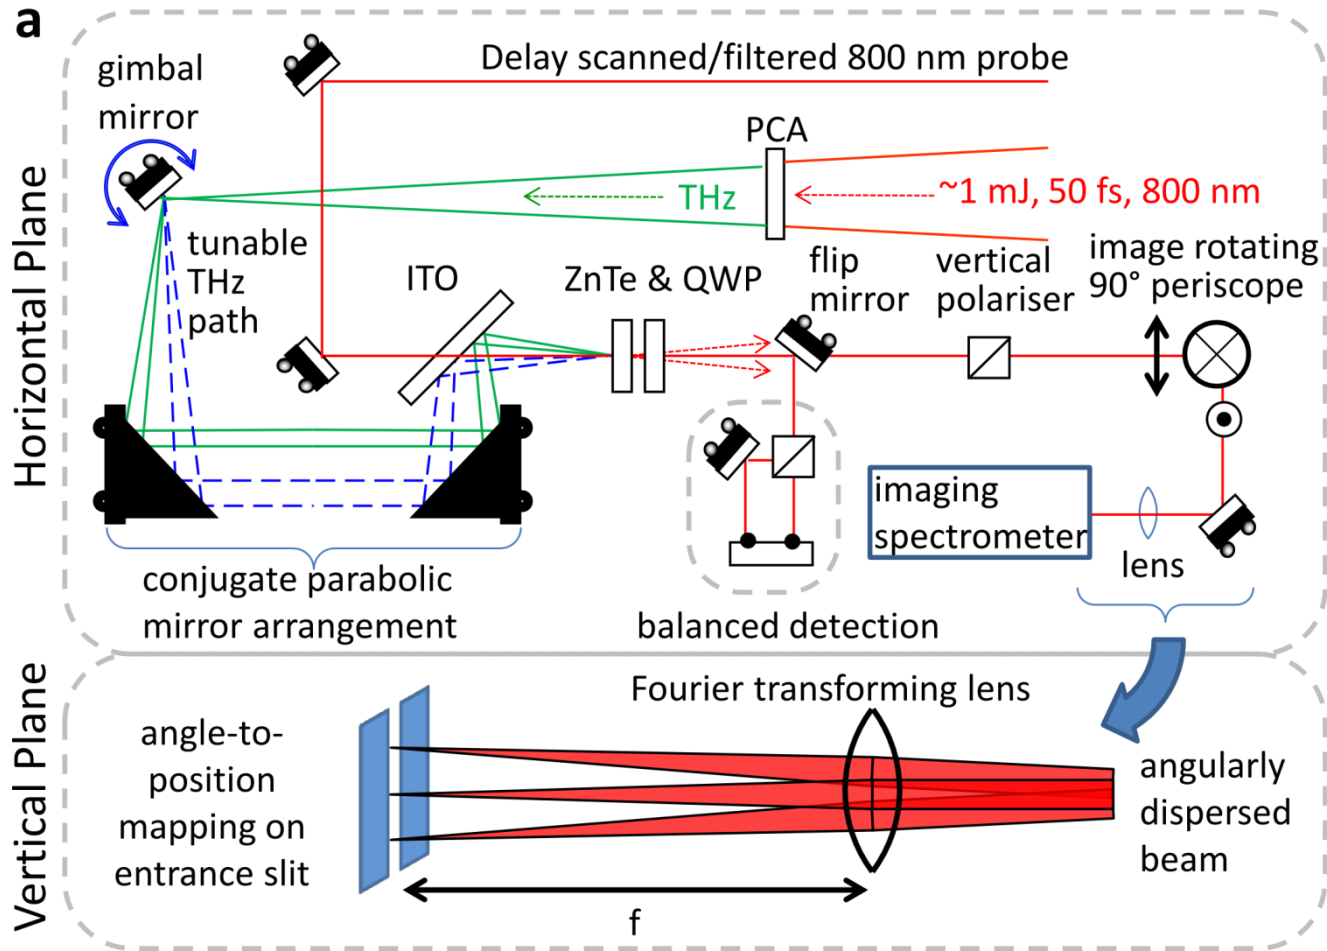 a
Horizontal Plane
gimbal
mirror
Delay scanned/filtered 800 nm probe
PCA
THz
~1 mJ, 50 fs, 800 nm
tunable
THz
path
ITO
ZnTe & QWP
flip
mirror
vertical
polariser
image rotating
90° periscope
imaging
spectrometer
lens
conjugate parabolic
mirror arrangement
balanced detection
Vertical Plane
Fourier transforming lens
angle-to-
position
mapping on
entrance slit
angularly
dispersed
beam
f